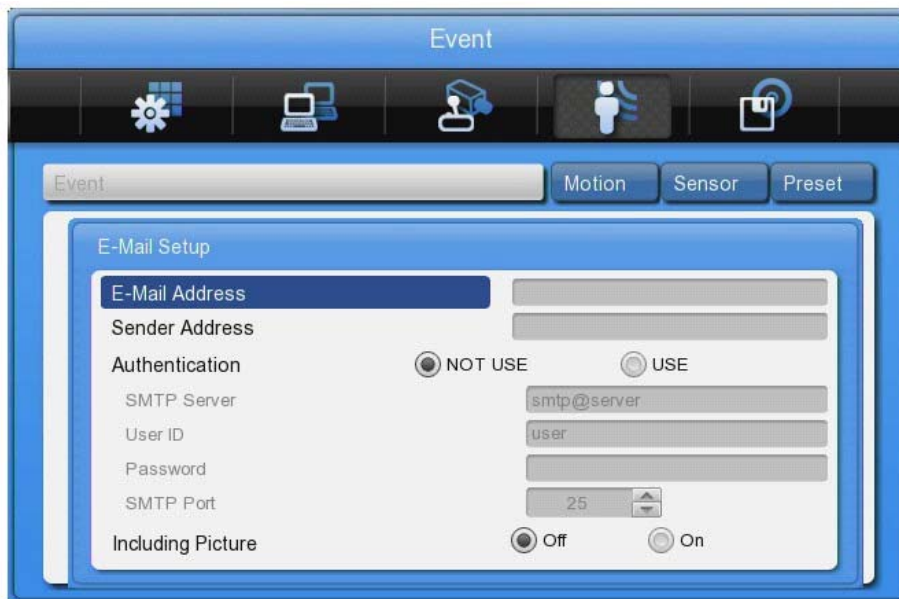 Event
Event Motion Sensor Preset
E-Mail Setup
E-Mail Address
Sender Address
Authentication NOT USE USE
SMTP Server smtp@server
User ID user
Password
SMTP Port 25
Including Picture Off On